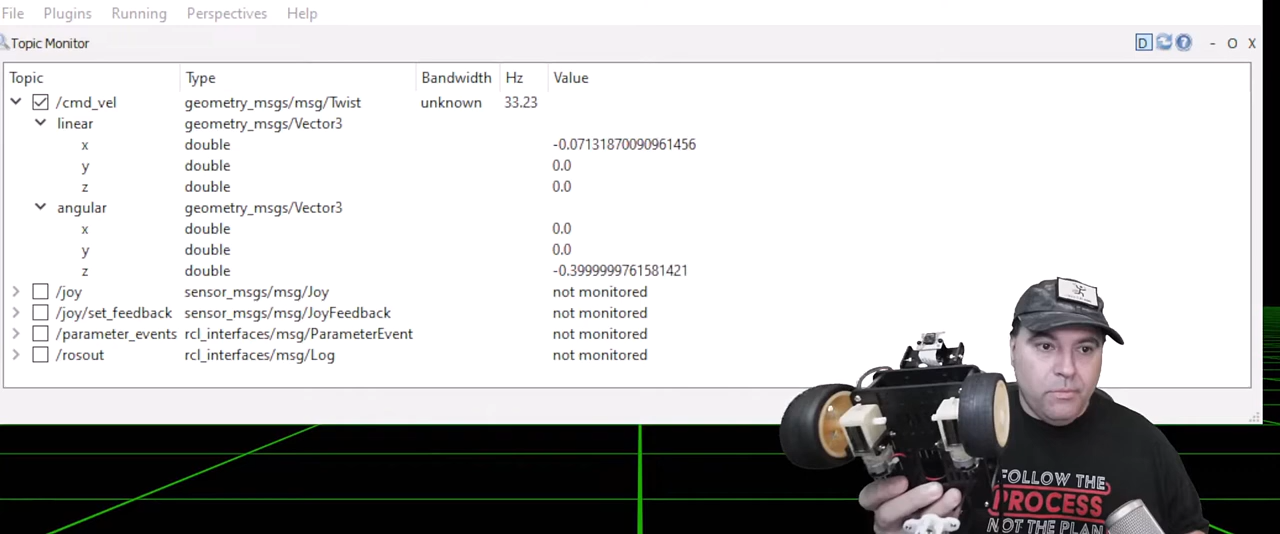 File Plugins Running Perspectives Help
Topic Monitor D - O X
Topic Type Bandwidth Hz Value
/cmd_vel geometry_msgs/msg/Twist unknown 33.23
linear geometry_msgs/Vector3
x double -0.07131870090961456
y double 0.0
z double 0.0
angular geometry_msgs/Vector3
x double 0.0
y double 0.0
z double -0.3999999761581421
/joy sensor_msgs/msg/Joy not monitored
/joy/set_feedback sensor_msgs/msg/JoyFeedback not monitored
/parameter_events rcl_interfaces/msg/ParameterEvent not monitored
/rosout rcl_interfaces/msg/Log not monitored
FOLLOW THE
PROCESS
NOT THE PLAN